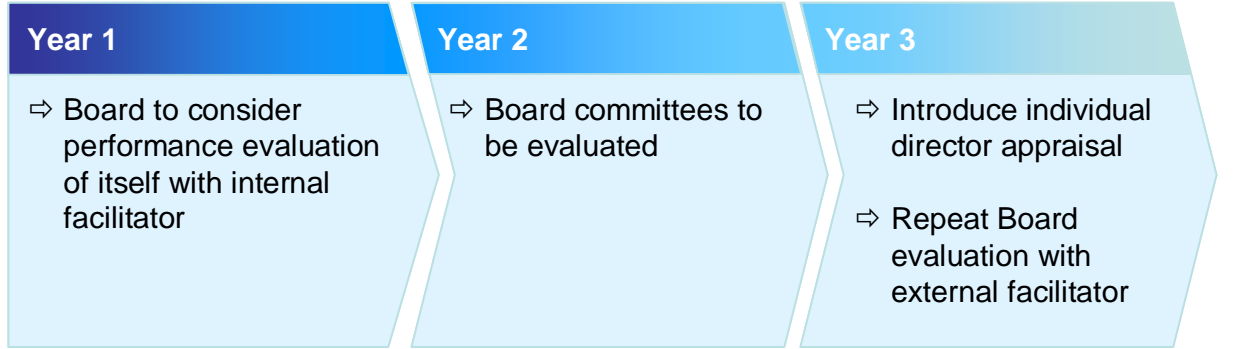 Year 1
⇨ Board to consider
performance evaluation
of itself with internal
facilitator
Year 2
⇨ Board committees to
be evaluated
Year 3
⇨ Introduce individual
director appraisal
⇨ Repeat Board
evaluation with
external facilitator